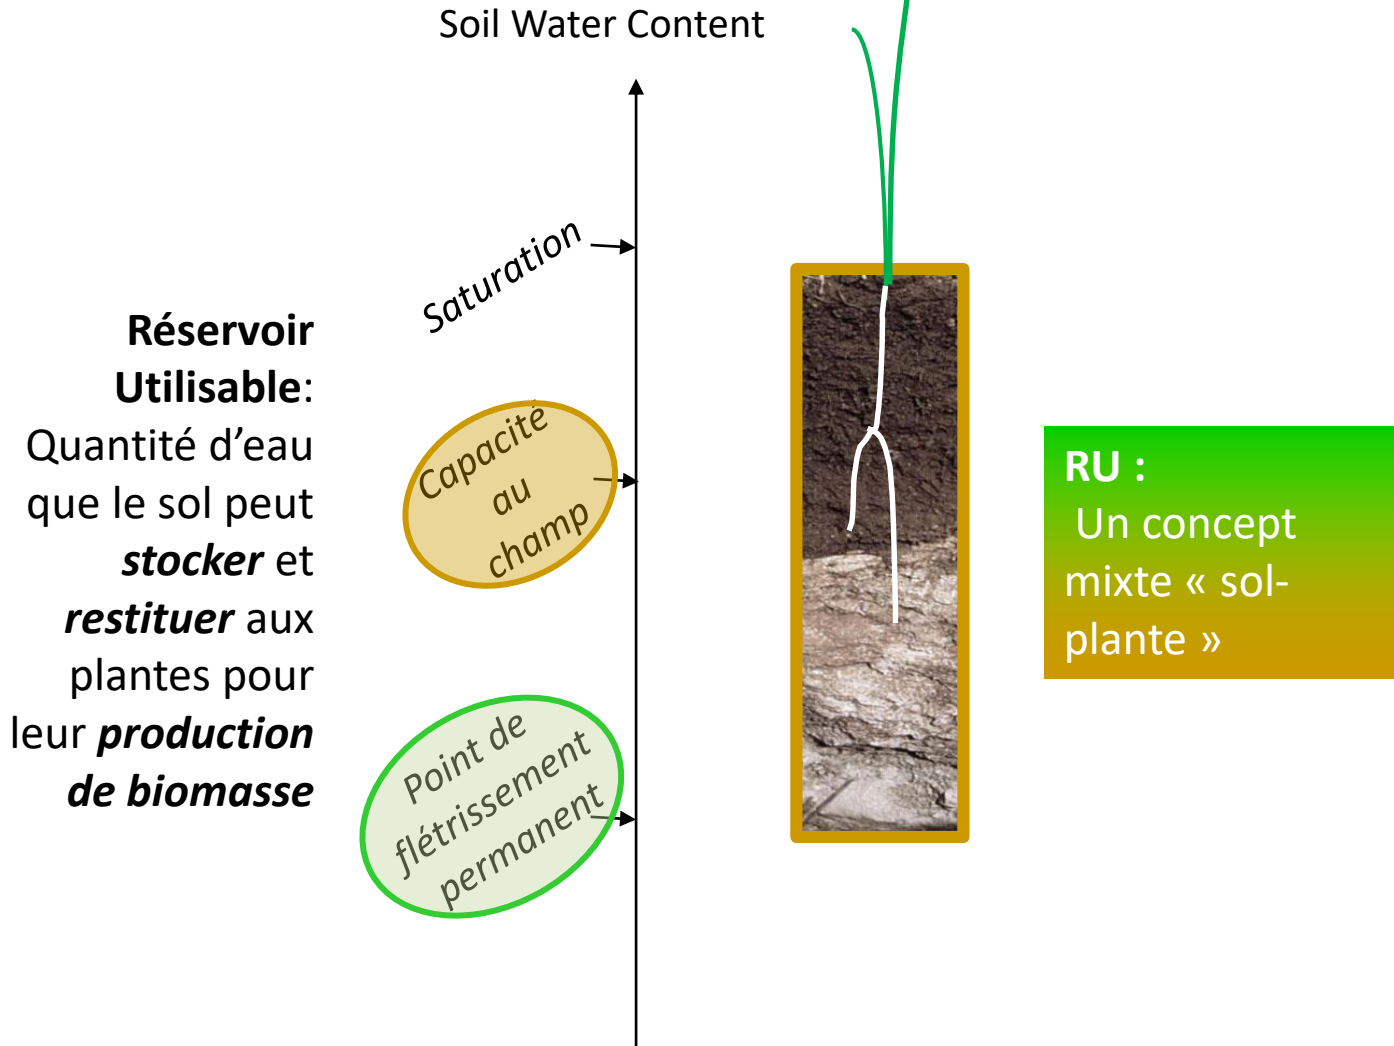 Soil Water Content
Saturation
Réservoir
Utilisable:
Quantité d’eau
que le sol peut
stocker et
restituer aux
plantes pour
leur production
de biomasse
Capacité
au
champ
Point de
flétrissement
permanent
RU :
Un concept
mixte « sol-
plante »